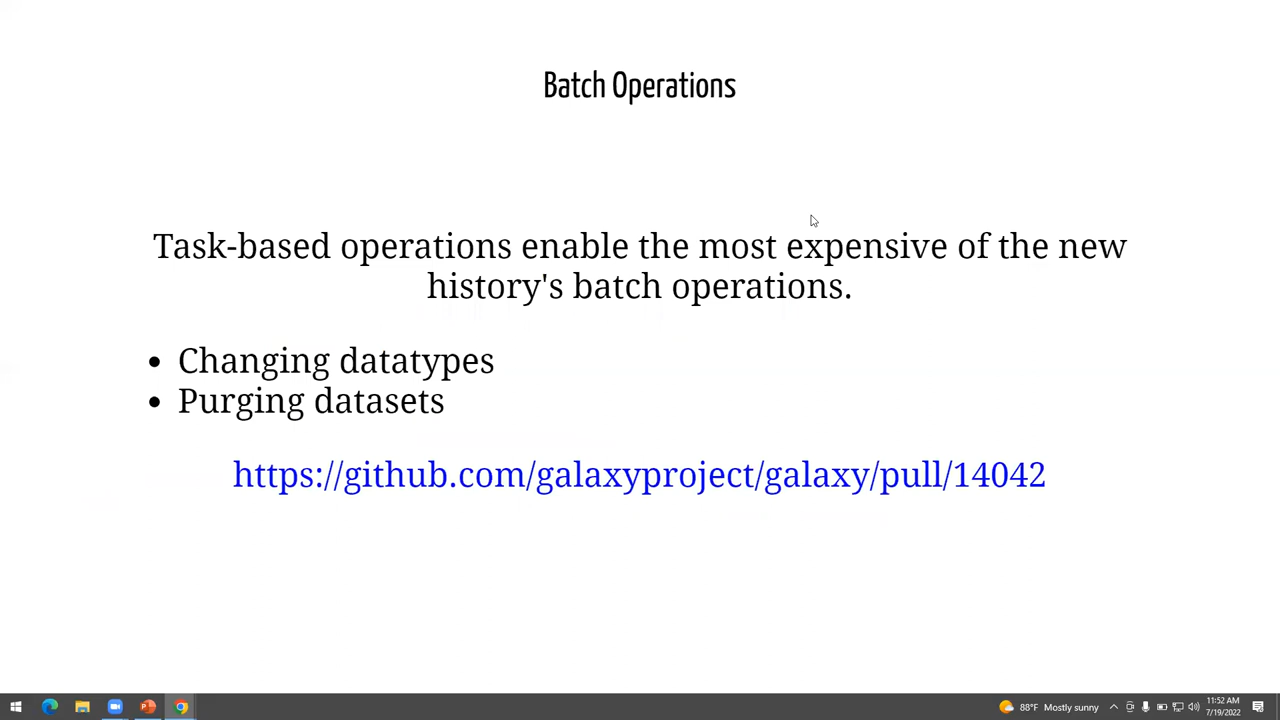 Batch Operations
Task-based operations enable the most expensive of the new
history's batch operations.
• Changing datatypes
• Purging datasets
https://github.com/galaxyproject/galaxy/pull/14042
88°F Mostly sunny
11:52 AM
7/19/2022